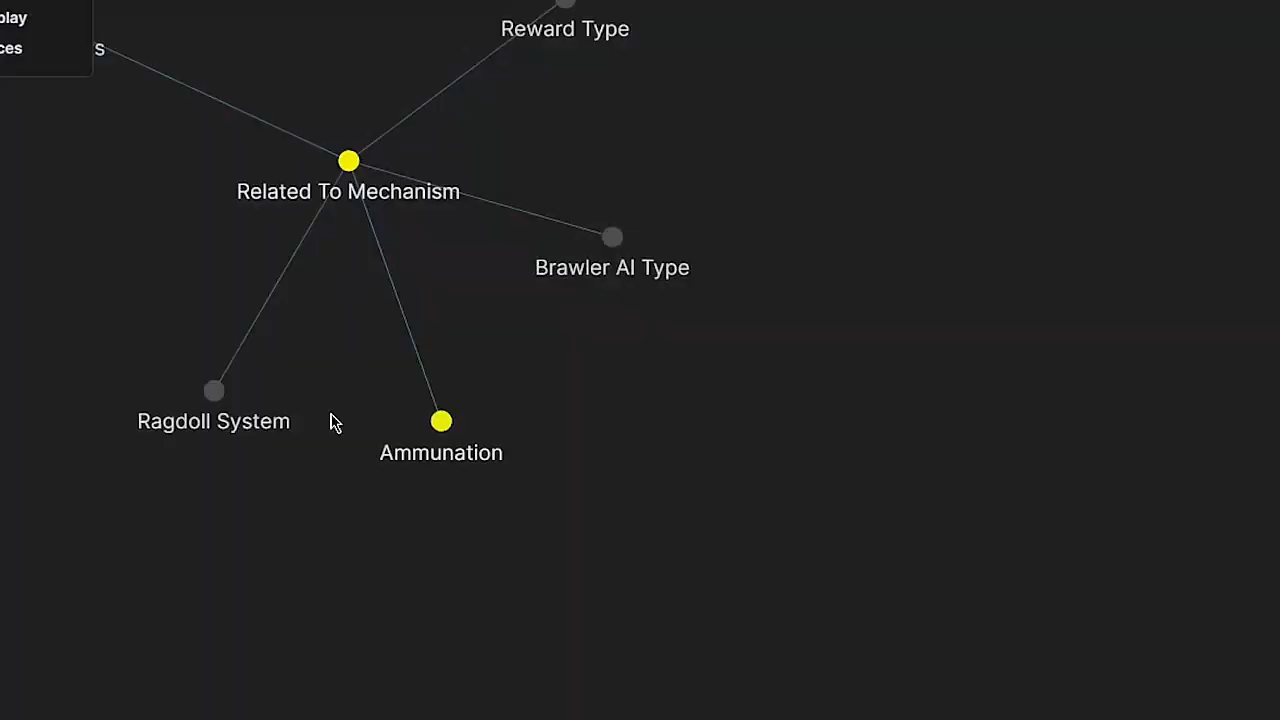 play
Reward Type
ces
s
Related To Mechanism
Brawler AI Type
Ragdoll System
Ammunation